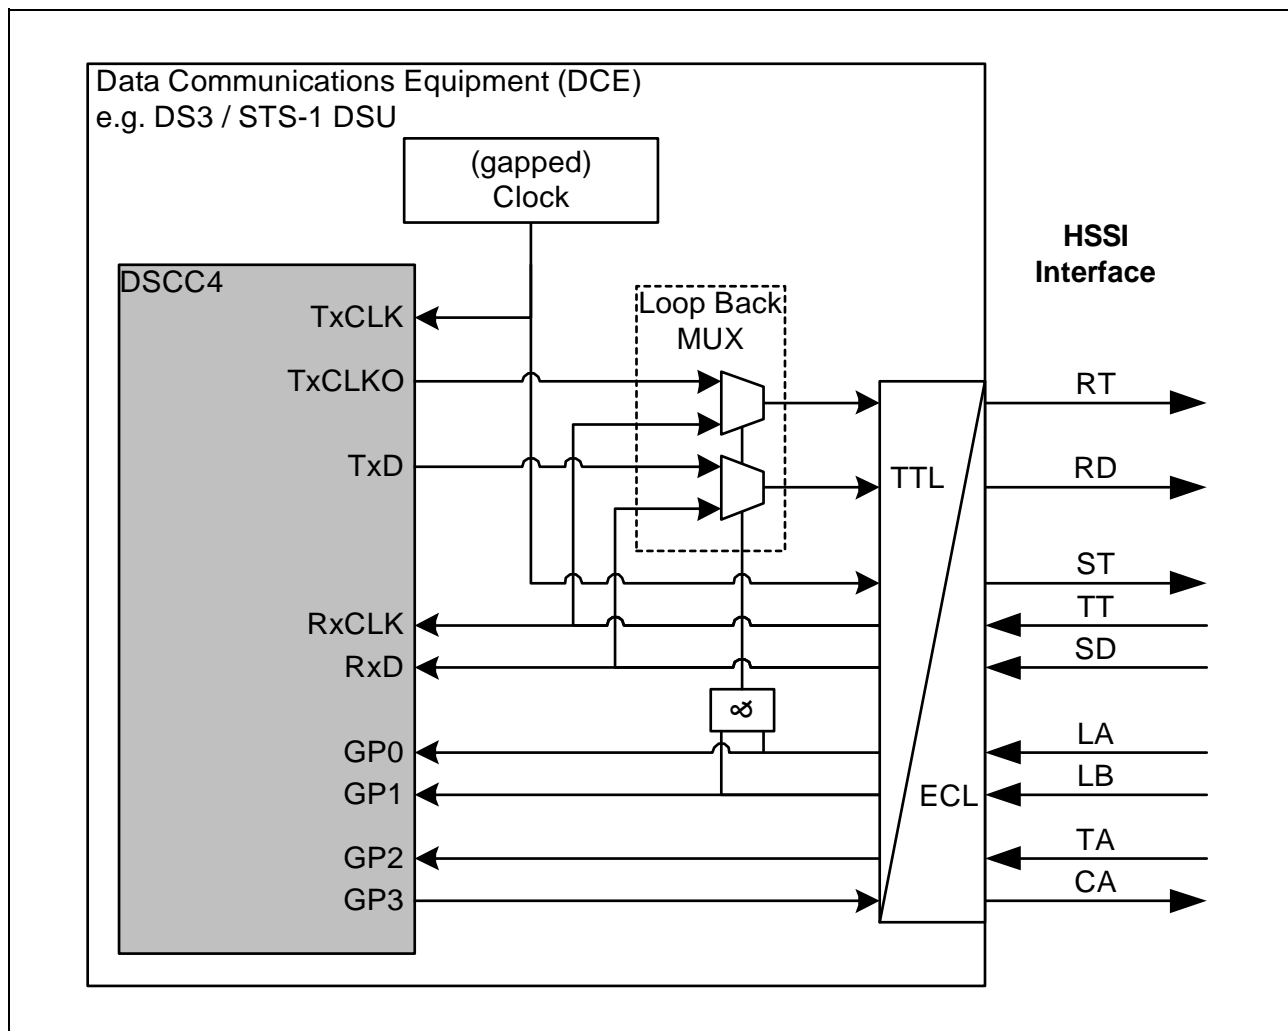 Data Communications Equipment (DCE)
e.g. DS3 / STS-1 DSU
(gapped)
Clock
HSSI
Interface
DSCC4
Loop Back
MUX
TxCLK
TxCLKO
TxD
RxCLK
RxD
GP0
GP1
GP2
GP3
&
TTL
ECL
RT
RD
ST
TT
SD
LA
LB
TA
CA